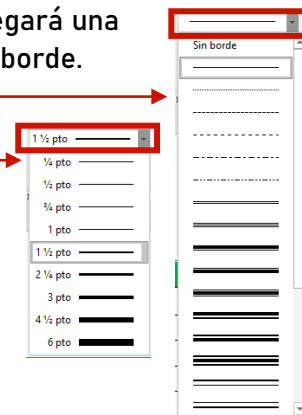 egará una
borde.
Sin borde
1 ½ pto
¼ pto
½ pto
¾ pto
1 pto
1 ½ pto
2 ¼ pto
3 pto
4 ½ pto
6 pto